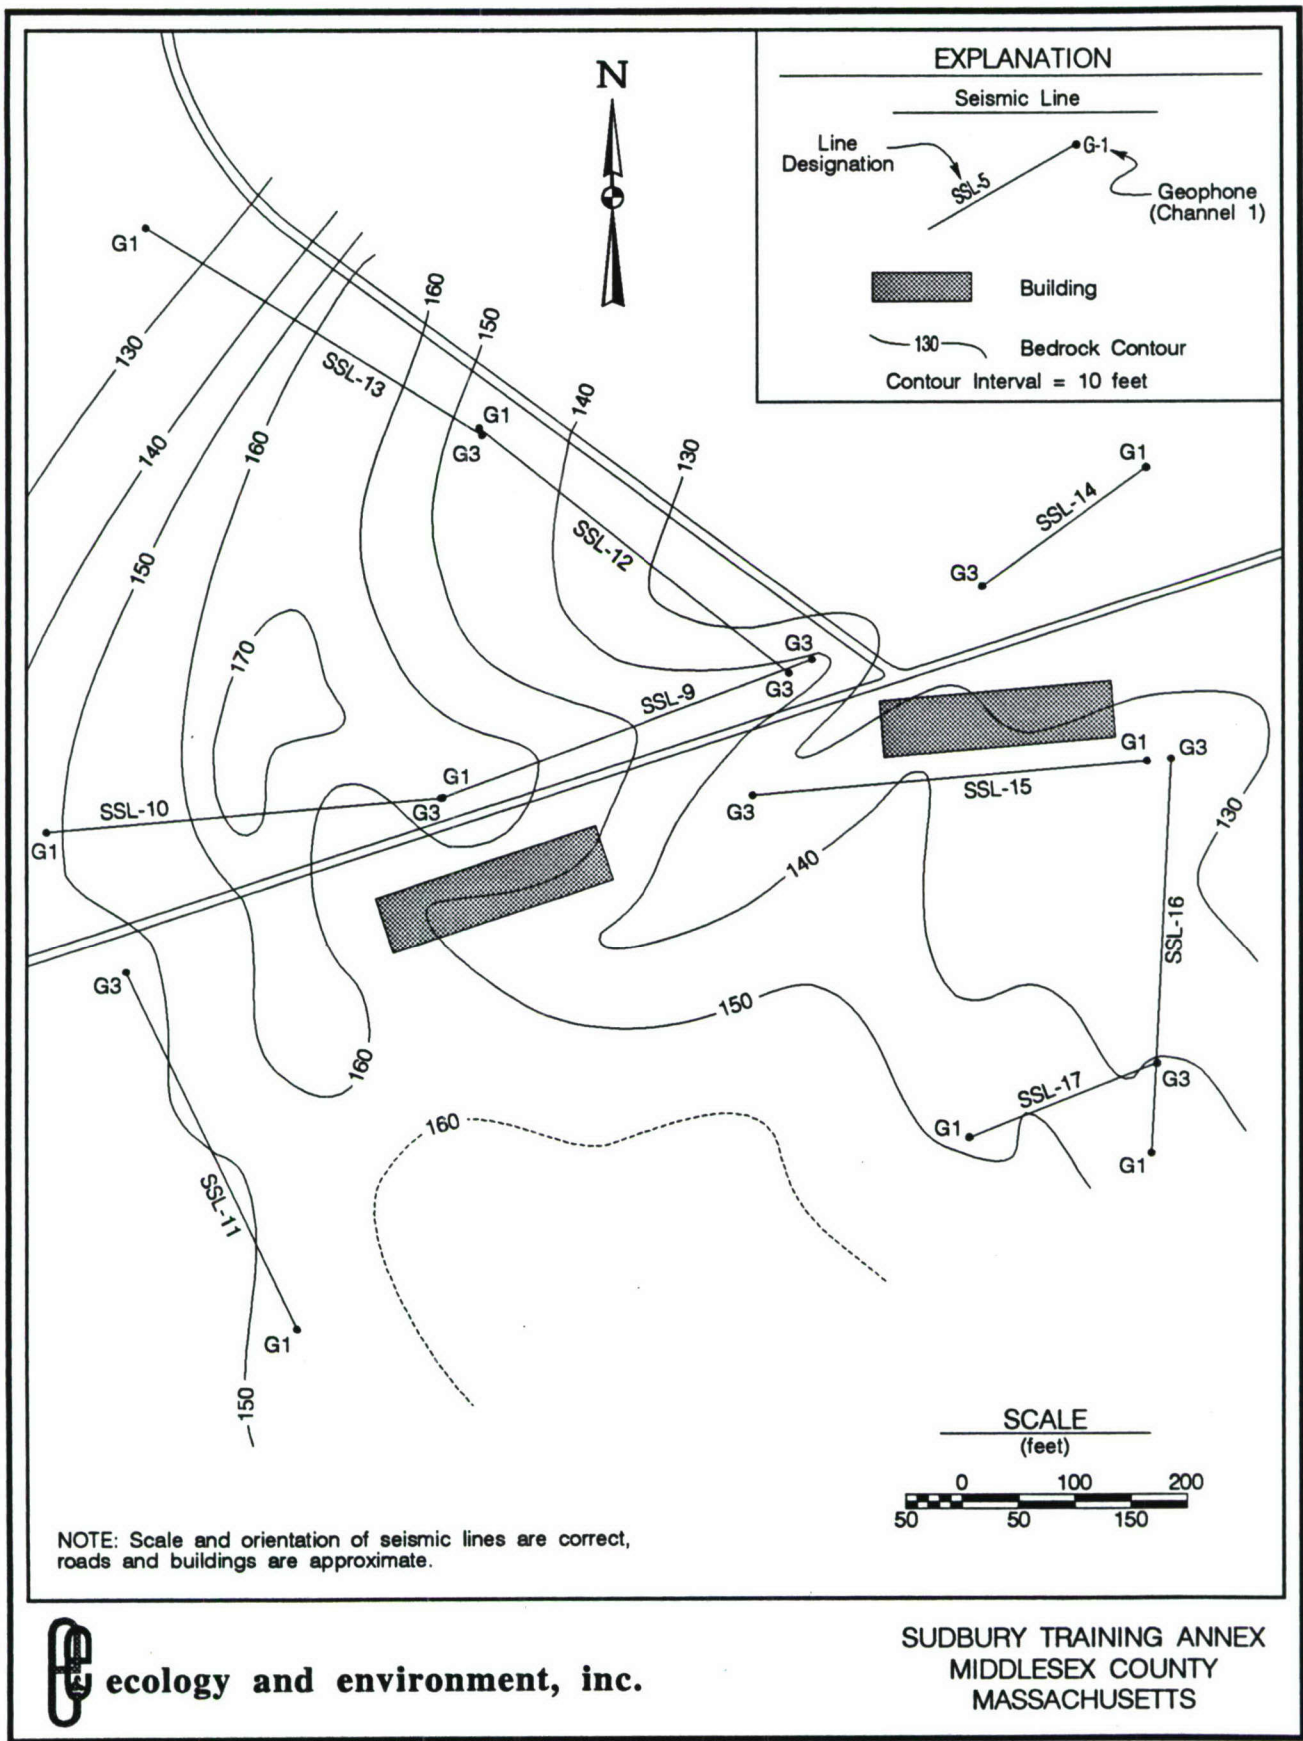 EXPLANATION
Seismic Line
Line
Designation
SSL-5
G-1
Geophone
(Channel 1)
Building
130
Bedrock Contour
Contour Interval = 10 feet
N
G1
130
SSL-13
160
150
140
130
140
160
G1
G3
G1
SSL-14
SSL-12
150
G3
170
G3
G3
SSL-9
G1
G3
SSL-10
G1
G3
G3
SSL-15
G1
140
130
SSL-16
G3
150
160
SSL-17
G3
G1
160
G1
SSL-11
G1
150
SCALE
(feet)
0 100 200
50 50 150
NOTE: Scale and orientation of seismic lines are correct,
roads and buildings are approximate.
ecology and environment, inc.
SUDBURY TRAINING ANNEX
MIDDLESEX COUNTY
MASSACHUSETTS